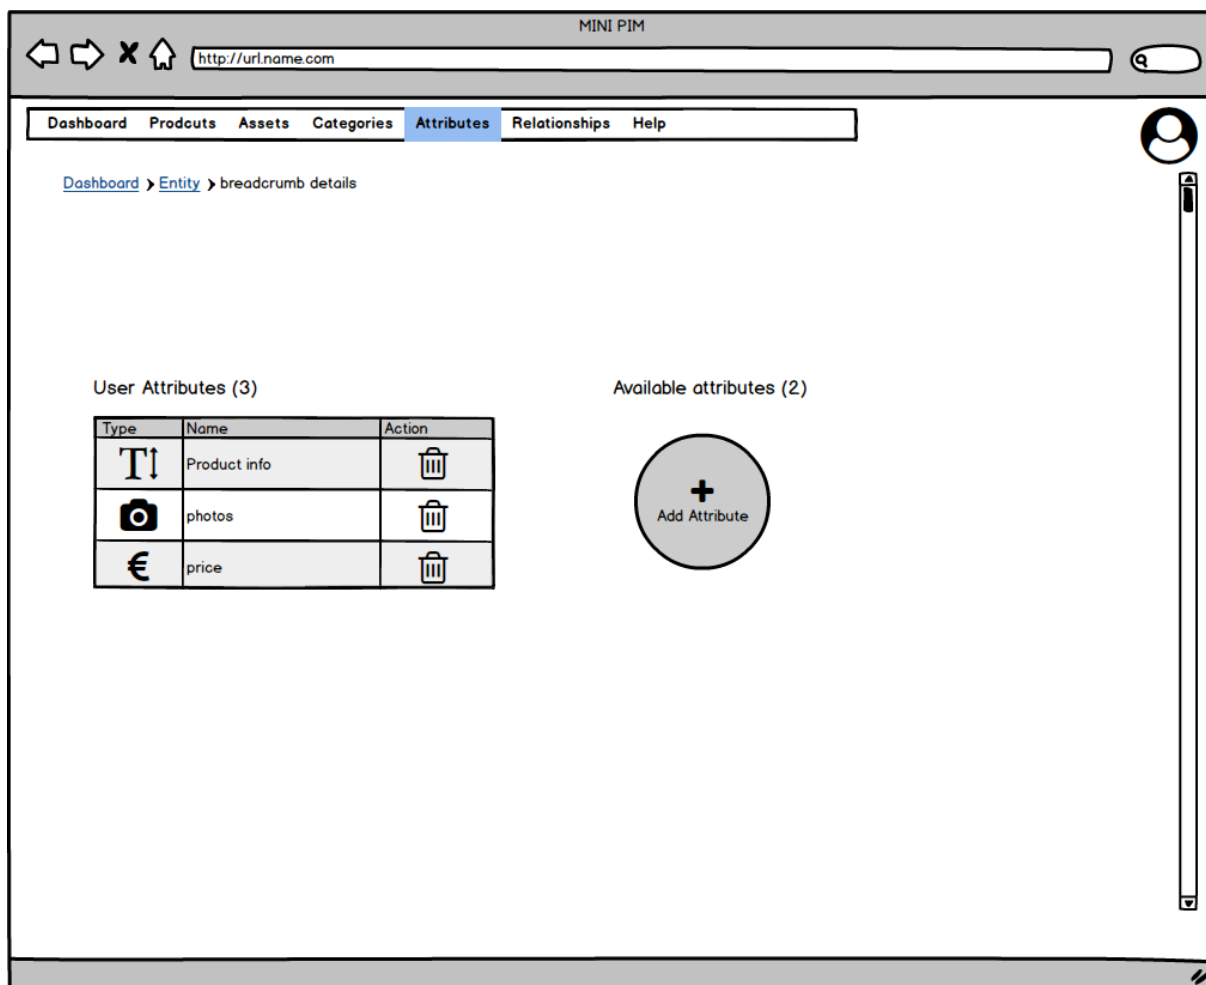 MINI PIM
http://url.name.com
Dashboard Prodcuts Assets Categories Attributes Relationships Help
Dashboard > Entity > breadcrumb details
User Attributes (3) Available attributes (2)
Type Name Action
T Product info
photos
€ price
Add Attribute